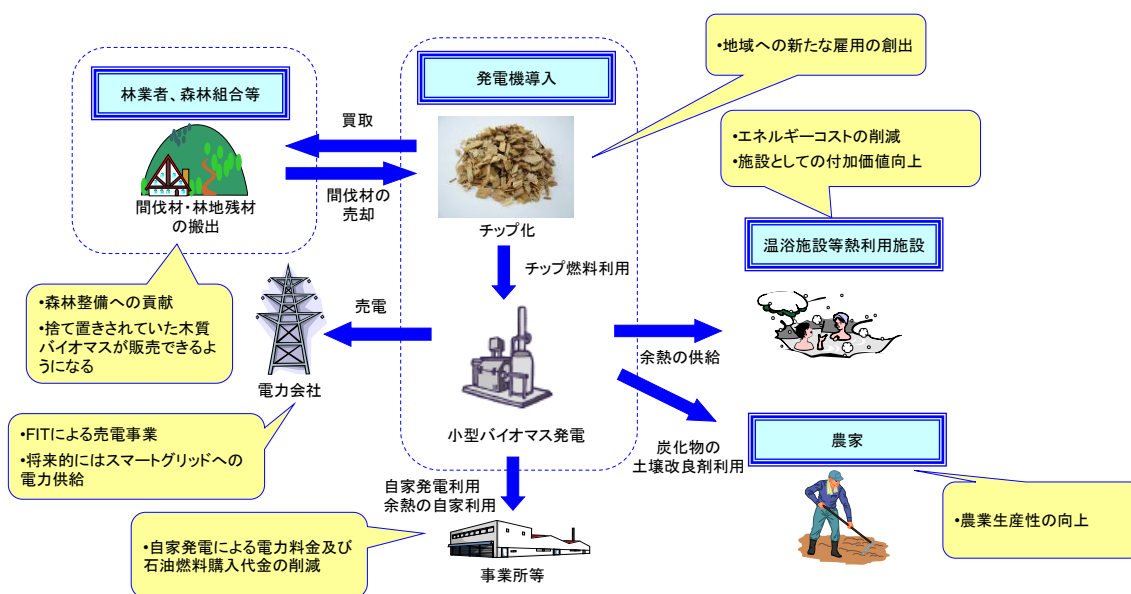 ・地域への新たな雇用の創出
林業者、森林組合等
発電機導入
買取
間伐材の
売却
間伐材・林地残材
の搬出
チップ化
・エネルギーコストの削減
・施設としての付加価値向上
温浴施設等熱利用施設
チップ燃料利用
・森林整備への貢献
・捨て置きされていた木質
バイオマスが販売できるよ
うになる
売電
電力会社
余熱の供給
小型バイオマス発電
・FITによる売電事業
・将来的にはスマートグリッドへの
電力供給
炭化物の
土壌改良剤利用
農家
自家発電利用
余熱の自家利用
・農業生産性の向上
・自家発電による電力料金及び
石油燃料購入代金の削減
事業所等